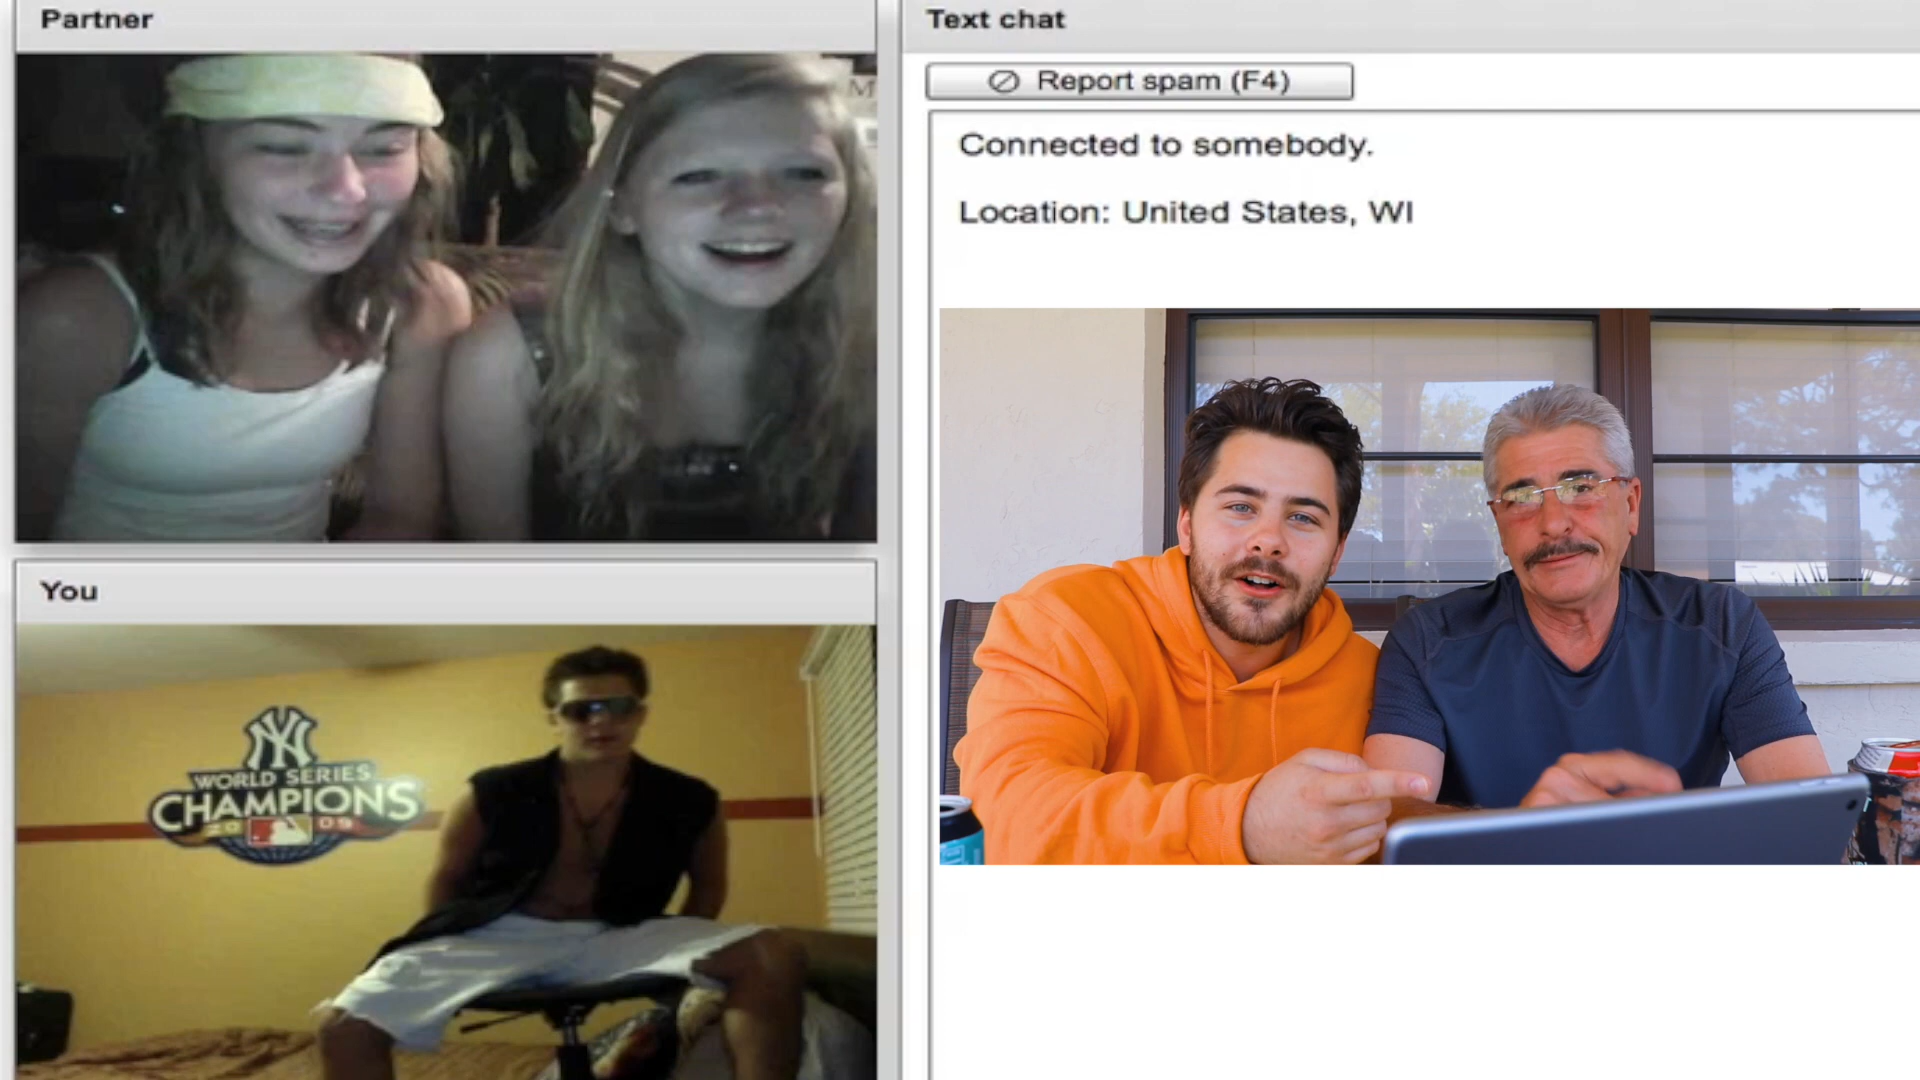 Partner
Text chat
Report spam (F4)
Connected to somebody.
Location: United States, WI
M
You
NY
WORLD SERIES
CHAMPIONS
20 09